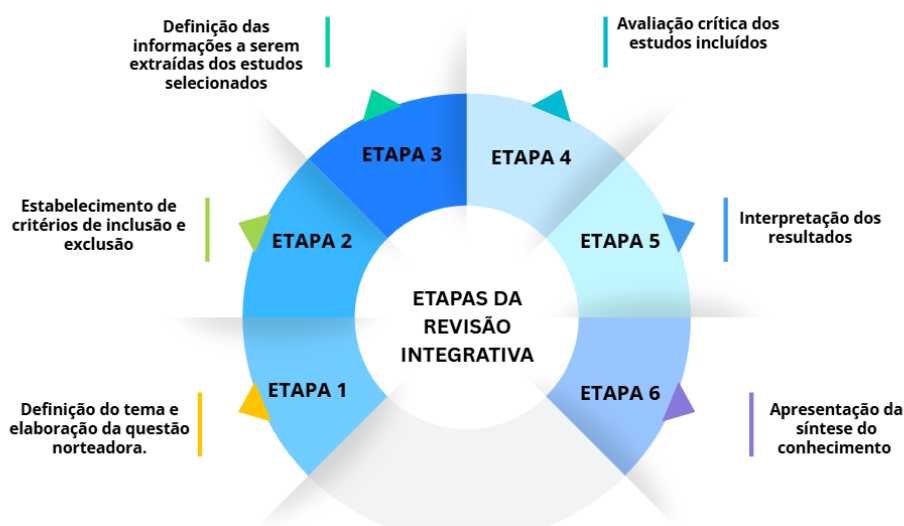 Definição das
informações a serem
extraídas dos estudos
selecionados
Avaliação crítica dos
estudos incluídos
ETAPA 3
ETAPA 4
Estabelecimento de
critérios de inclusão e
exclusão
ETAPA 2
ETAPA 5
Interpretação dos
resultados
ETAPAS DA
REVISÃO
INTEGRATIVA
Definição do tema e
elaboração da questão
norteadora.
ETAPA 1
ETAPA 6
Apresentação da
síntese do
conhecimento